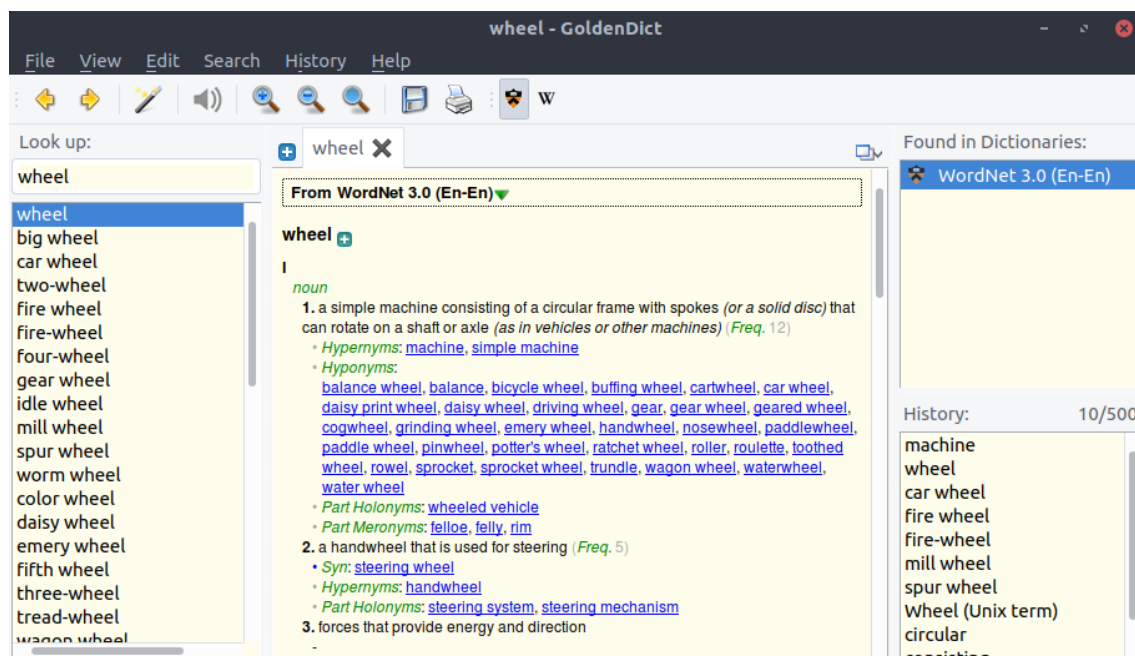 wheel - GoldenDict
File View Edit Search History Help
W
Look up:
wheel
wheel
big wheel
car wheel
two-wheel
fire wheel
fire-wheel
four-wheel
gear wheel
idle wheel
mill wheel
spur wheel
worm wheel
color wheel
daisy wheel
emery wheel
fifth wheel
three-wheel
tread-wheel
wagon wheel
wheel
From WordNet 3.0 (En-En)
wheel
I
noun
1. a simple machine consisting of a circular frame with spokes (or a solid disc) that
can rotate on a shaft or axle (as in vehicles or other machines) (Freq. 12)
• Hypernyms: machine, simple machine
• Hyponyms:
balance wheel, balance, bicycle wheel, buffing wheel, cartwheel, car wheel,
daisy print wheel, daisy wheel, driving wheel, gear, gear wheel, geared wheel,
cogwheel, grinding wheel, emery wheel, handwheel, nosewheel, paddlewheel,
paddle wheel, pinwheel, potter's wheel, ratchet wheel, roller, roulette, toothed
wheel, rowel, sprocket, sprocket wheel, trundle, wagon wheel, waterwheel,
water wheel
• Part Holonyms: wheeled vehicle
• Part Meronyms: felloe, felly, rim
2. a handwheel that is used for steering (Freq. 5)
• Syn: steering wheel
• Hypernyms: handwheel
• Part Holonyms: steering system, steering mechanism
3. forces that provide energy and direction
-
Found in Dictionaries:
WordNet 3.0 (En-En)
History: 10/500
machine
wheel
car wheel
fire wheel
fire-wheel
mill wheel
spur wheel
Wheel (Unix term)
circular
consisting